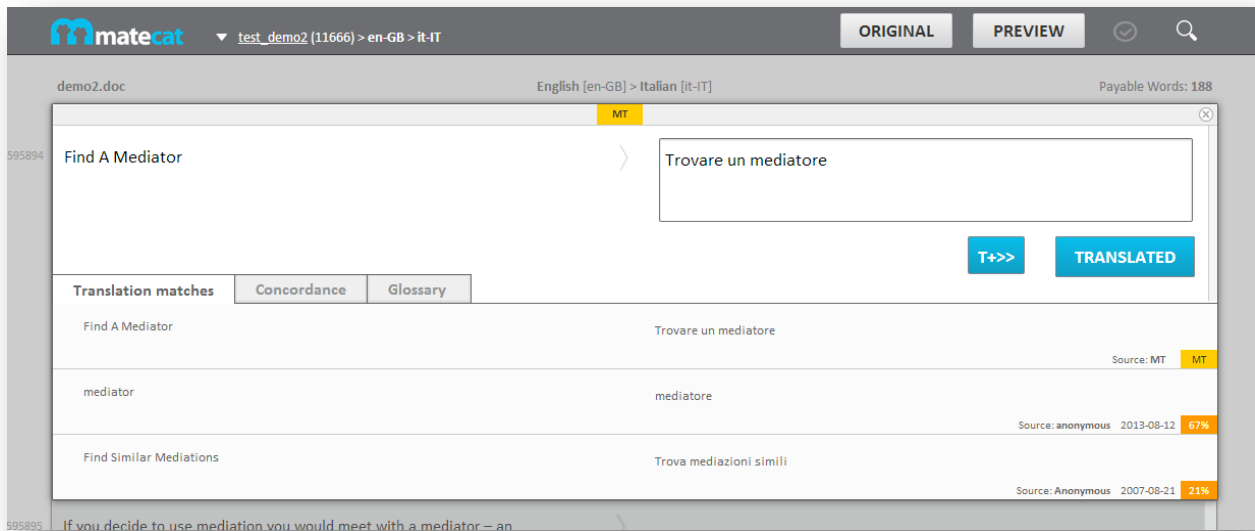 matecat ▼ test_demo2 (11666) > en-GB > it-IT ORIGINAL PREVIEW
demo2.doc English [en-GB] > Italian [it-IT] Payable Words: 188
MT
595894 Find A Mediator Trovare un mediatore
T+>> TRANSLATED
Translation matches Concordance Glossary
Find A Mediator Trovare un mediatore
Source: MT MT
mediator mediatore
Source: anonymous 2013-08-12 67%
Find Similar Mediations Trova mediazioni simili
Source: Anonymous 2007-08-21 21%
595895 If you decide to use mediation you would meet with a mediator – an